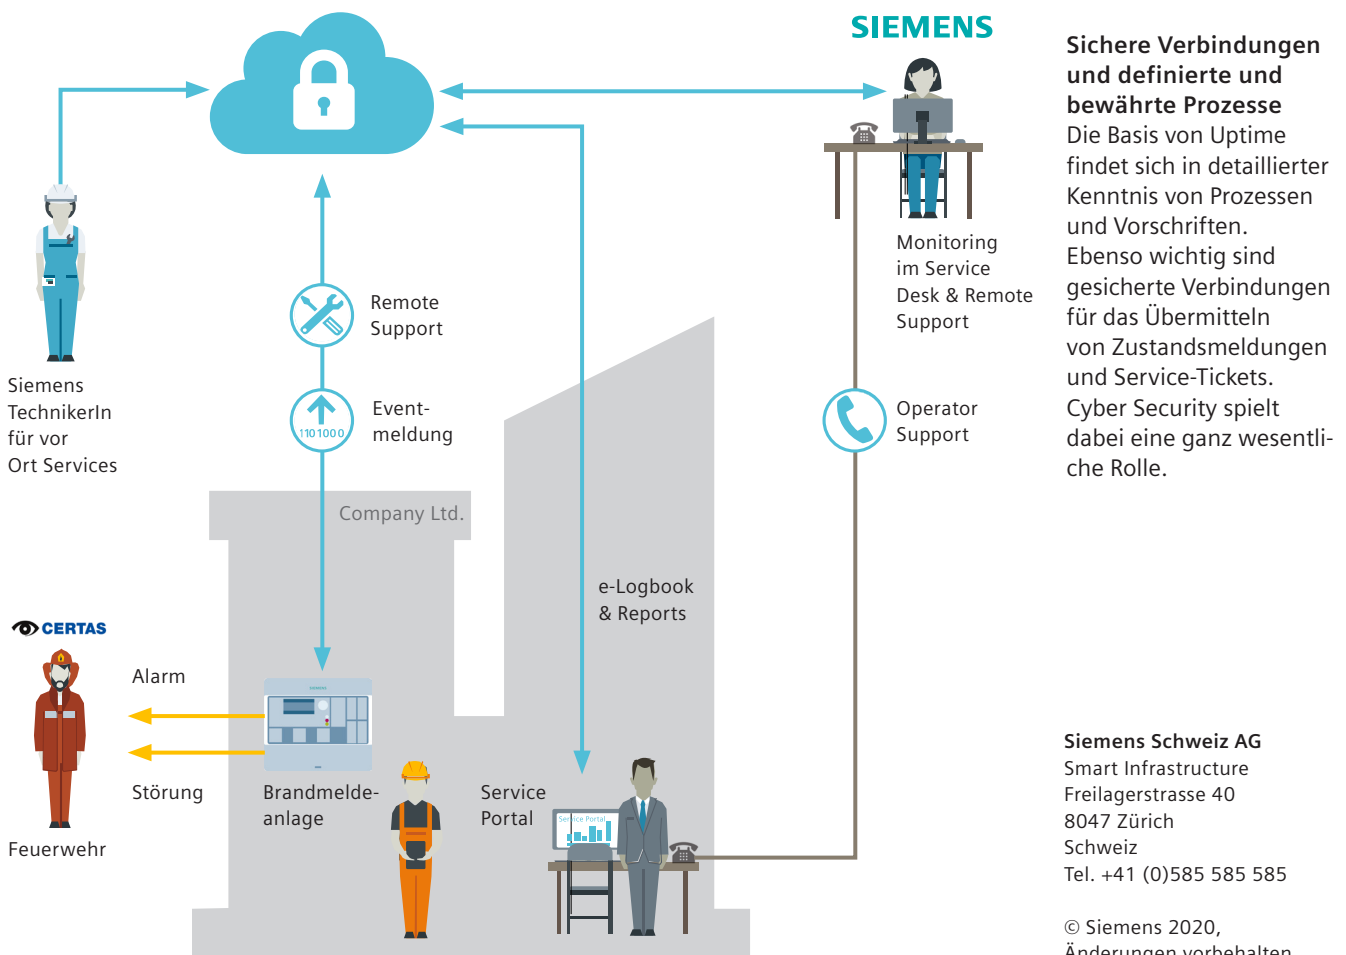 SIEMENS
Sichere Verbindungen
und definierte und
bewährte Prozesse
Die Basis von Uptime
findet sich in detaillierter
Kenntnis von Prozessen
und Vorschriften.
Ebenso wichtig sind
gesicherte Verbindungen
für das Übermitteln
von Zustandsmeldungen
und Service-Tickets.
Cyber Security spielt
dabei eine ganz wesentli-
che Rolle.
Monitoring
im Service
Desk & Remote
Support
Remote
Support
Siemens
TechnikerIn
für vor
Ort Services
Event-
meldung
1101000
Operator
Support
Company Ltd.
e-Logbook
& Reports
CERTAS
Alarm
Störung
Feuerwehr
Brandmelde-
anlage
Service
Portal
Service Portal
Siemens Schweiz AG
Smart Infrastructure
Freilagerstrasse 40
8047 Zürich
Schweiz
Tel. +41 (0)585 585 585
© Siemens 2020,
Änderungen vorbehalten